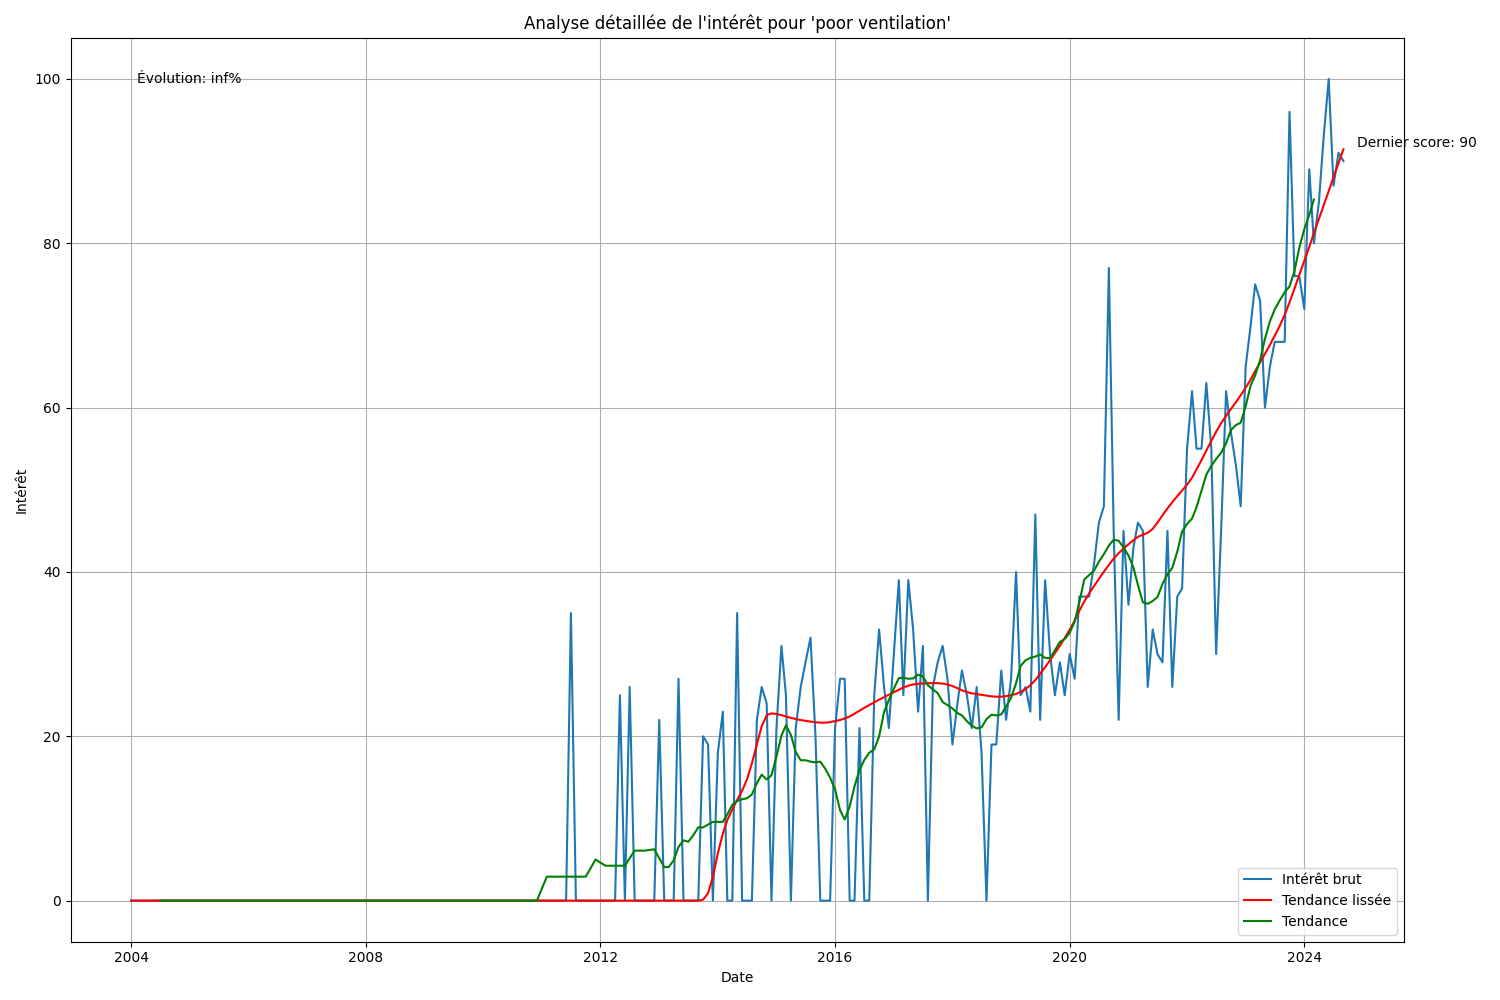 Analyse détaillée de l'intérêt pour 'poor ventilation'
Évolution: inf%
Dernier score: 90
Intérêt
100
80
60
40
20
0
2004
2008
2012
2016
2020
2024
Date
Intérêt brut
Tendance lissée
Tendance